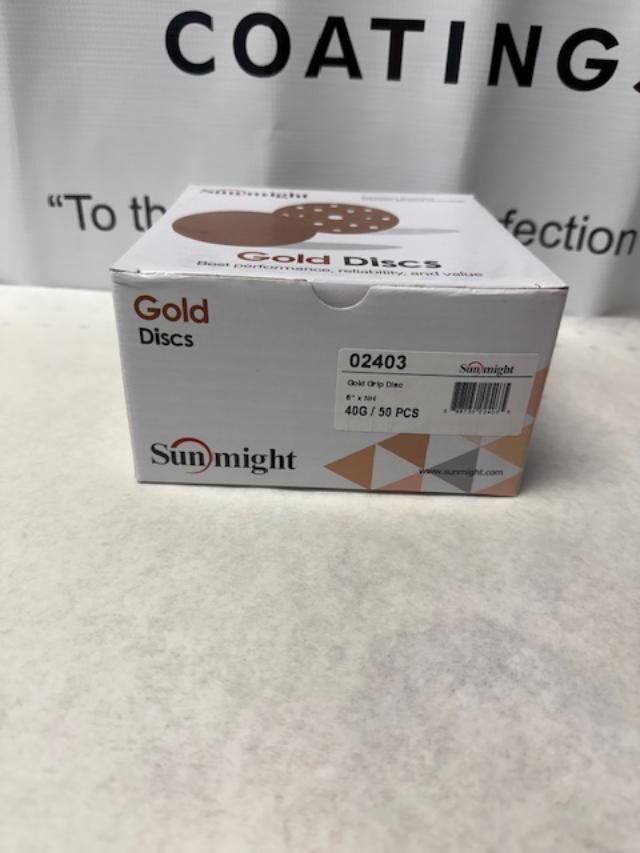 COATINGS
“To th
fection
Sunmight
Gold Discs
Best performance, reliability, and value
Gold
Discs
02403
Sunmight
Gold Grip Disc
6" x NH
40G / 50 PCS
Sunmight
www.sunmight.com